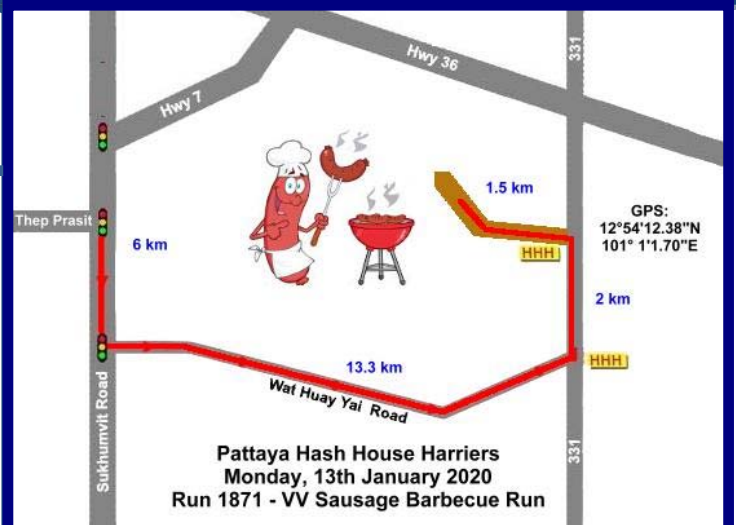 331
Hwy 36
Hwy 7
1.5 km
Thep Prasit
GPS:
12°54'12.38"N
101° 1'1.70"E
6 km
HHH
2 km
13.3 km
HHH
Wat Huay Yai Road
Sukhumvit Road
331
Pattaya Hash House Harriers
Monday, 13th January 2020
Run 1871 - VV Sausage Barbecue Run